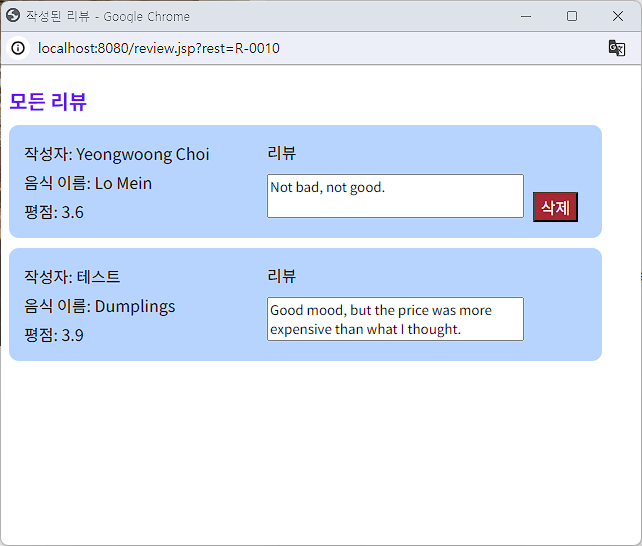 작성된 리뷰 - Google Chrome
localhost:8080/review.jsp?rest=R-0010
모든 리뷰
작성자: Yeongwoong Choi
음식 이름: Lo Mein
평점: 3.6
리뷰
Not bad, not good.
삭제
작성자: 테스트
음식 이름: Dumplings
평점: 3.9
리뷰
Good mood, but the price was more
expensive than what I thought.